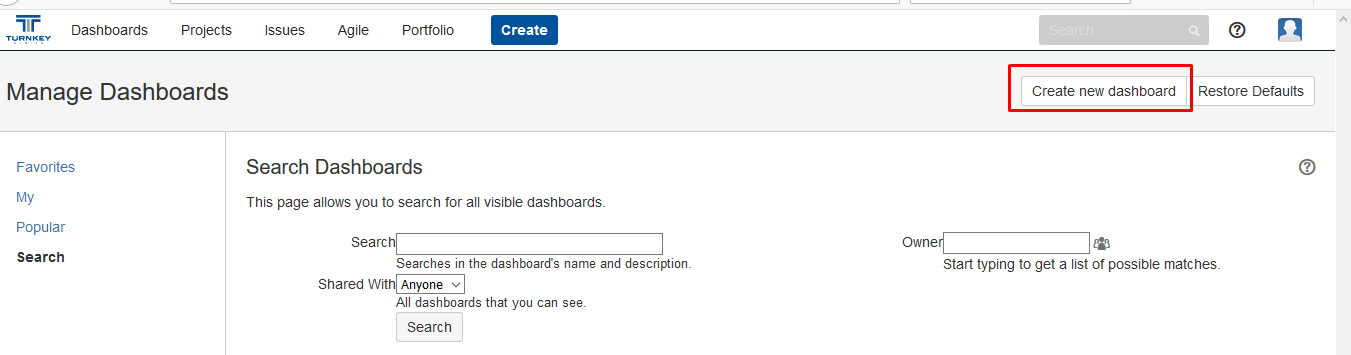 Dashboards Projects Issues Agile Portfolio Create Search
TURNKEY
Manage Dashboards
Create new dashboard Restore Defaults
Favorites
My
Popular
Search
Search Dashboards
This page allows you to search for all visible dashboards.
Search
Searches in the dashboard's name and description.
Shared With Anyone
All dashboards that you can see.
Search
Owner
Start typing to get a list of possible matches.